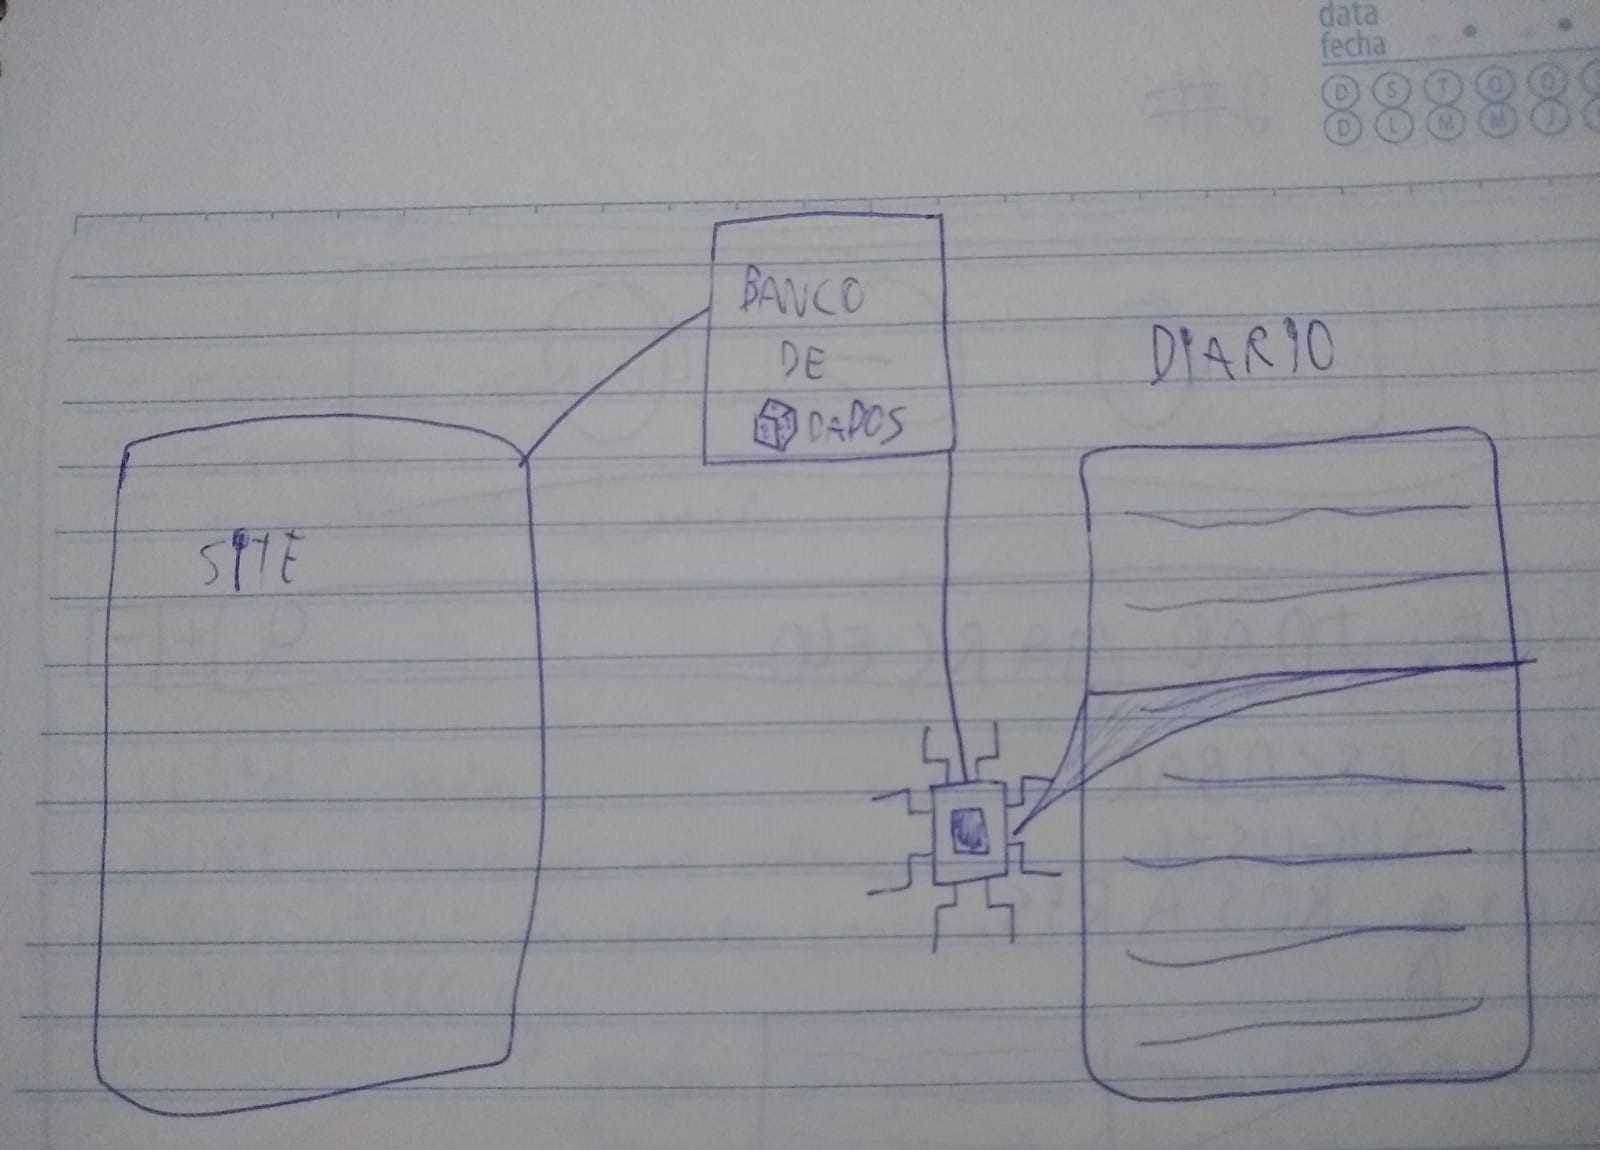 data
fecha
D S T Q Q
D L M M J
BANCO
DE
DADOS
DIARIO
SITE